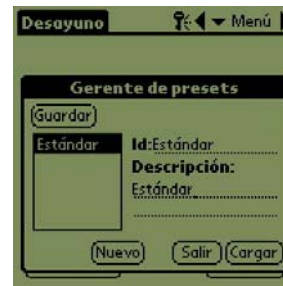 Desayuno Menú
Gerente de presets
Guardar
Estándar Id:Estándar
Descripción:
Estándar
Nuevo Salir Cargar